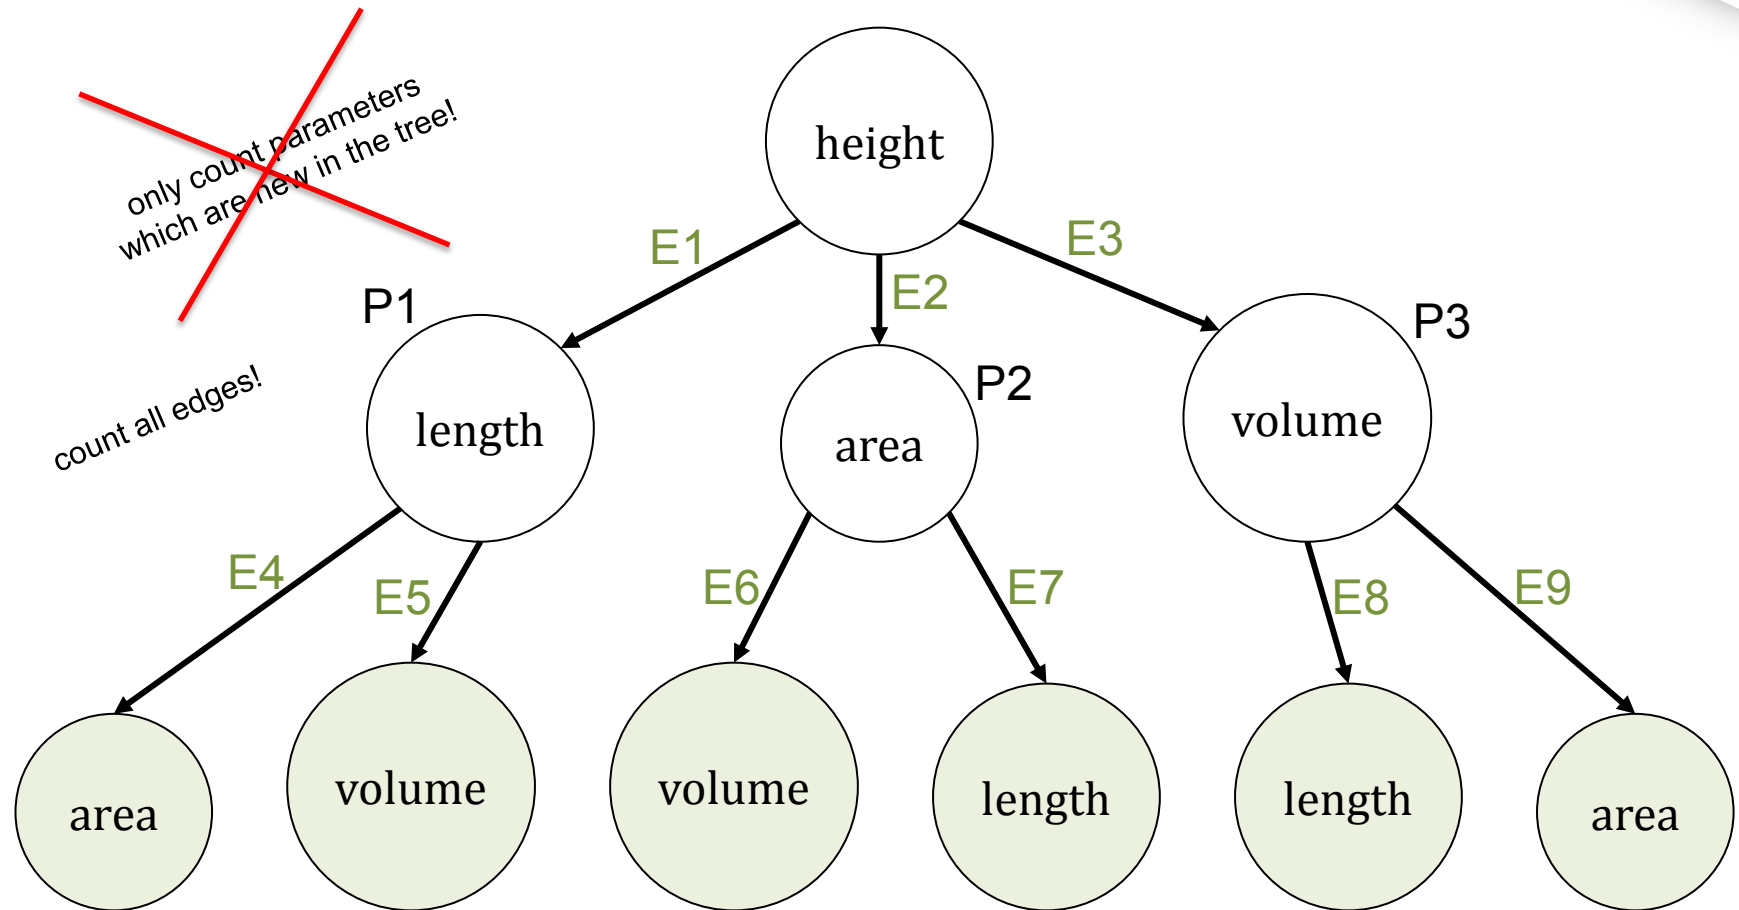 only count parameters
which are new in the tree!
height
E1
E2
E3
P1
P2
P3
count all edges!
length
area
volume
E4
E5
E6
E7
E8
E9
area
volume
volume
length
length
area